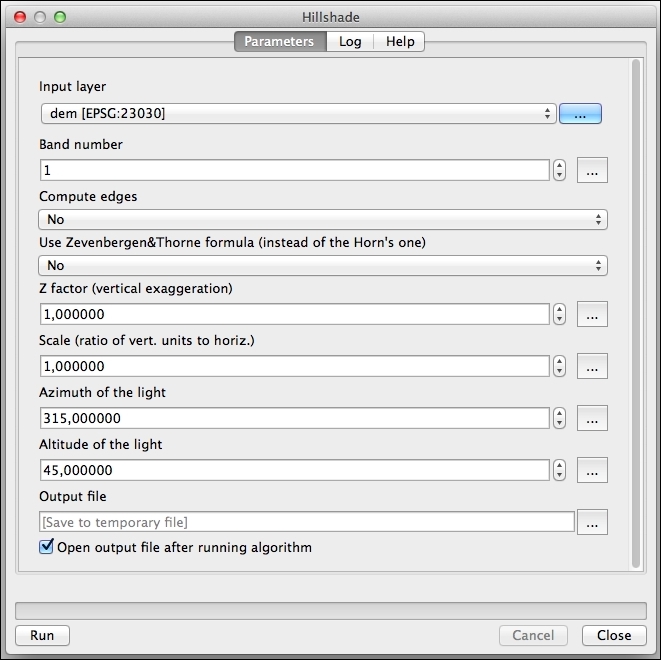 Hillshade
Parameters Log Help
Input layer
dem [EPSG:23030] ...
Band number
1 ...
Compute edges
No
Use Zevenbergen&Thorne formula (instead of the Horn's one)
No
Z factor (vertical exaggeration)
1,000000 ...
Scale (ratio of vert. units to horiz.)
1,000000 ...
Azimuth of the light
315,000000 ...
Altitude of the light
45,000000 ...
Output file
[Save to temporary file] ...
Open output file after running algorithm
Run Cancel Close